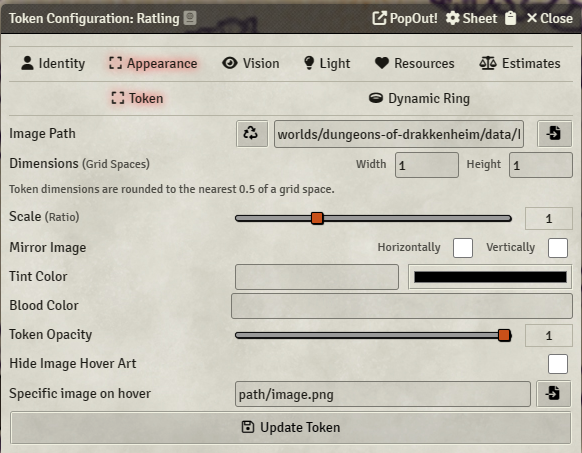 Token Configuration: Ratling PopOut! Sheet Close
Identity Appearance Vision Light Resources Estimates
Token Dynamic Ring
Image Path worlds/dungeons-of-drakkenheim/data/
Dimensions (Grid Spaces) Width 1 Height 1
Token dimensions are rounded to the nearest 0.5 of a grid space.
Scale (Ratio) 1
Mirror Image Horizontally Vertically
Tint Color
Blood Color
Token Opacity 1
Hide Image Hover Art
Specific image on hover path/image.png
Update Token